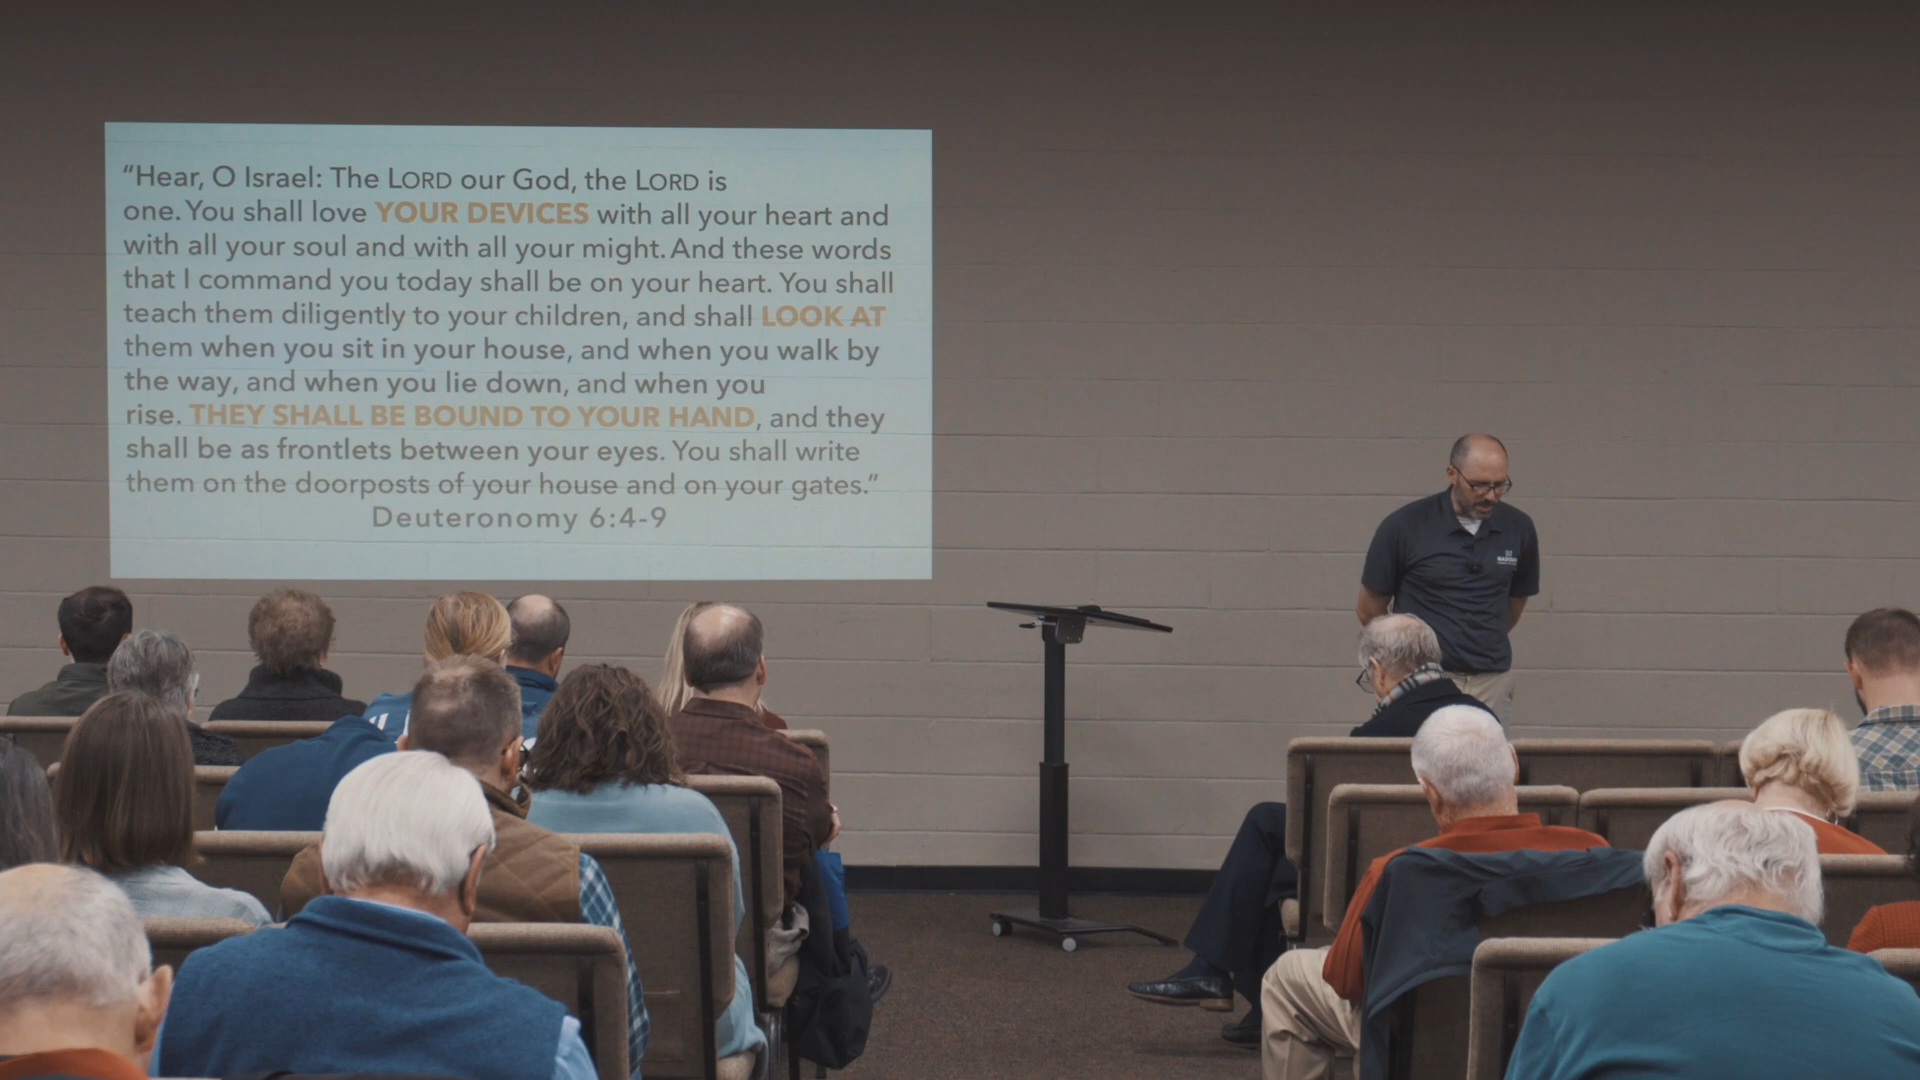 “Hear, O Israel: The LORD our God, the LORD is
one. You shall love YOUR DEVICES with all your heart and
with all your soul and with all your might. And these words
that I command you today shall be on your heart. You shall
teach them diligently to your children, and shall LOOK AT
them when you sit in your house, and when you walk by
the way, and when you lie down, and when you
rise. THEY SHALL BE BOUND TO YOUR HAND, and they
shall be as frontlets between your eyes. You shall write
them on the doorposts of your house and on your gates.”
Deuteronomy 6:4-9